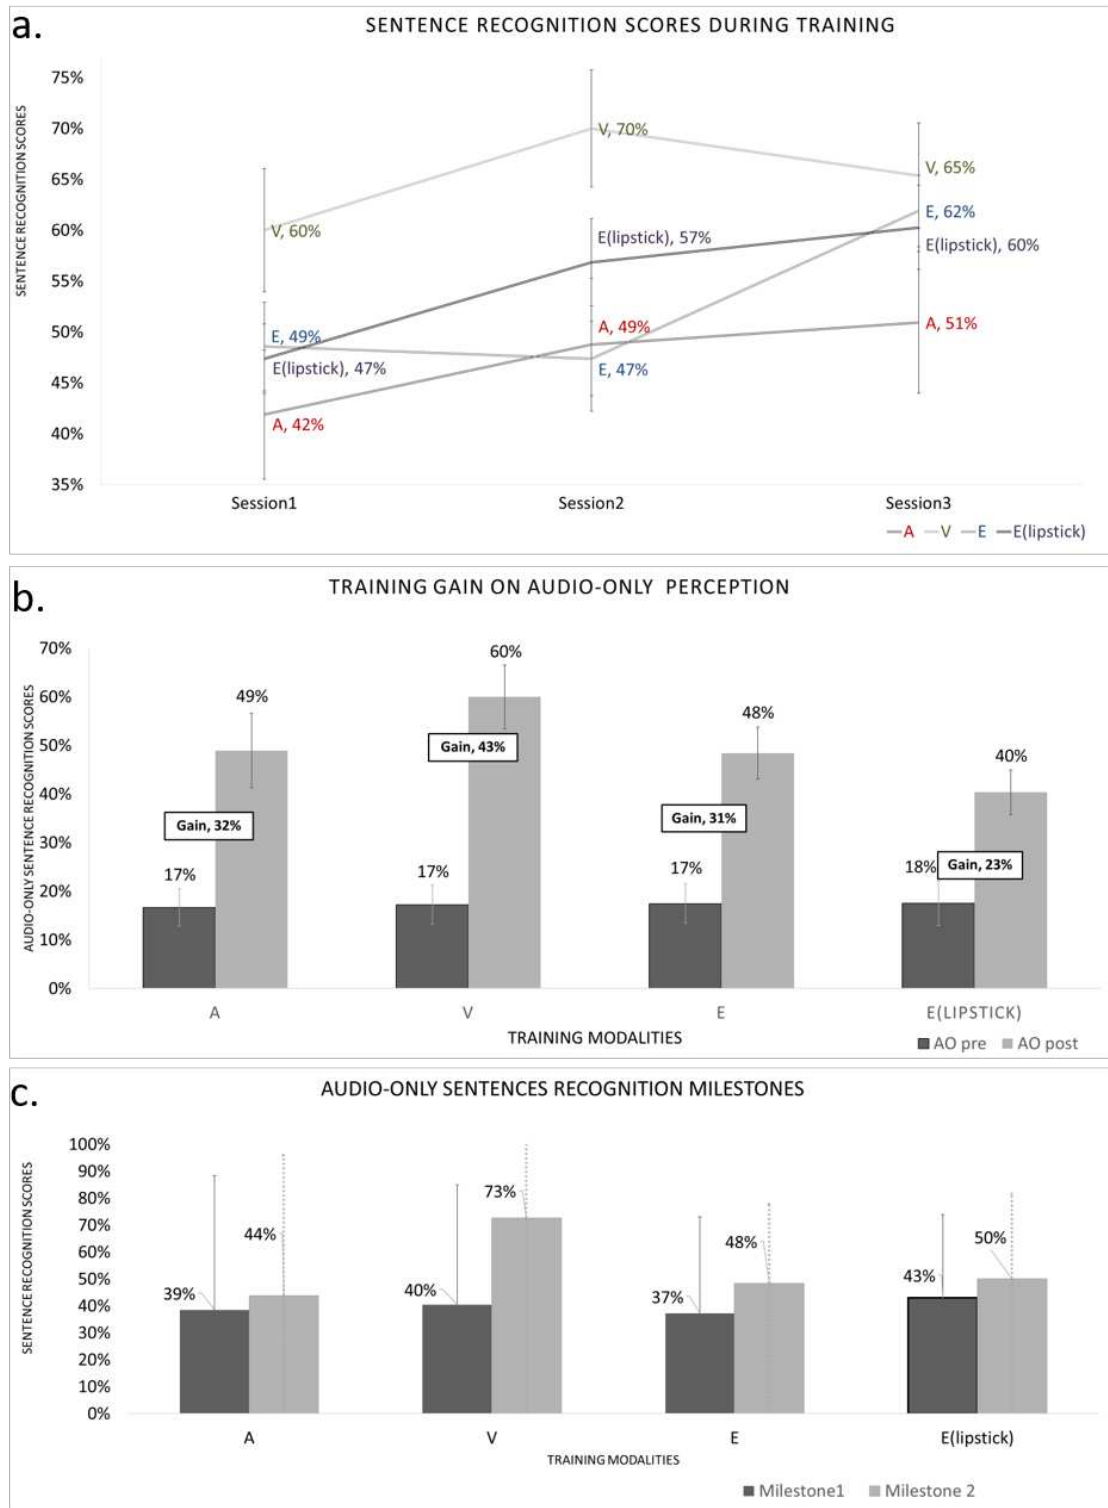 a.
SENTENCE RECOGNITION SCORES DURING TRAINING
SENTENCE RECOGNITION SCORES
75%
70%
65%
60%
55%
50%
45%
40%
35%
V, 60%
E, 49%
E(lipstick), 47%
A, 42%
V, 70%
E(lipstick), 57%
A, 49%
E, 47%
V, 65%
E, 62%
E(lipstick), 60%
A, 51%
Session1 Session2 Session3
A V E E(lipstick)
b.
TRAINING GAIN ON AUDIO-ONLY PERCEPTION
AUDIO-ONLY SENTENCE RECOGNITION SCORES
70%
60%
50%
40%
30%
20%
10%
0%
17%
Gain, 32%
49%
17%
Gain, 43%
60%
17%
Gain, 31%
48%
18%
Gain, 23%
40%
A V E E(LIPSTICK)
TRAINING MODALITIES
AO pre AO post
c.
AUDIO-ONLY SENTENCES RECOGNITION MILESTONES
SENTENCE RECOGNITION SCORES
100%
90%
80%
70%
60%
50%
40%
30%
20%
10%
0%
39%
44%
40%
73%
37%
48%
43%
50%
A V E E(lipstick)
TRAINING MODALITIES
Milestone1 Milestone 2